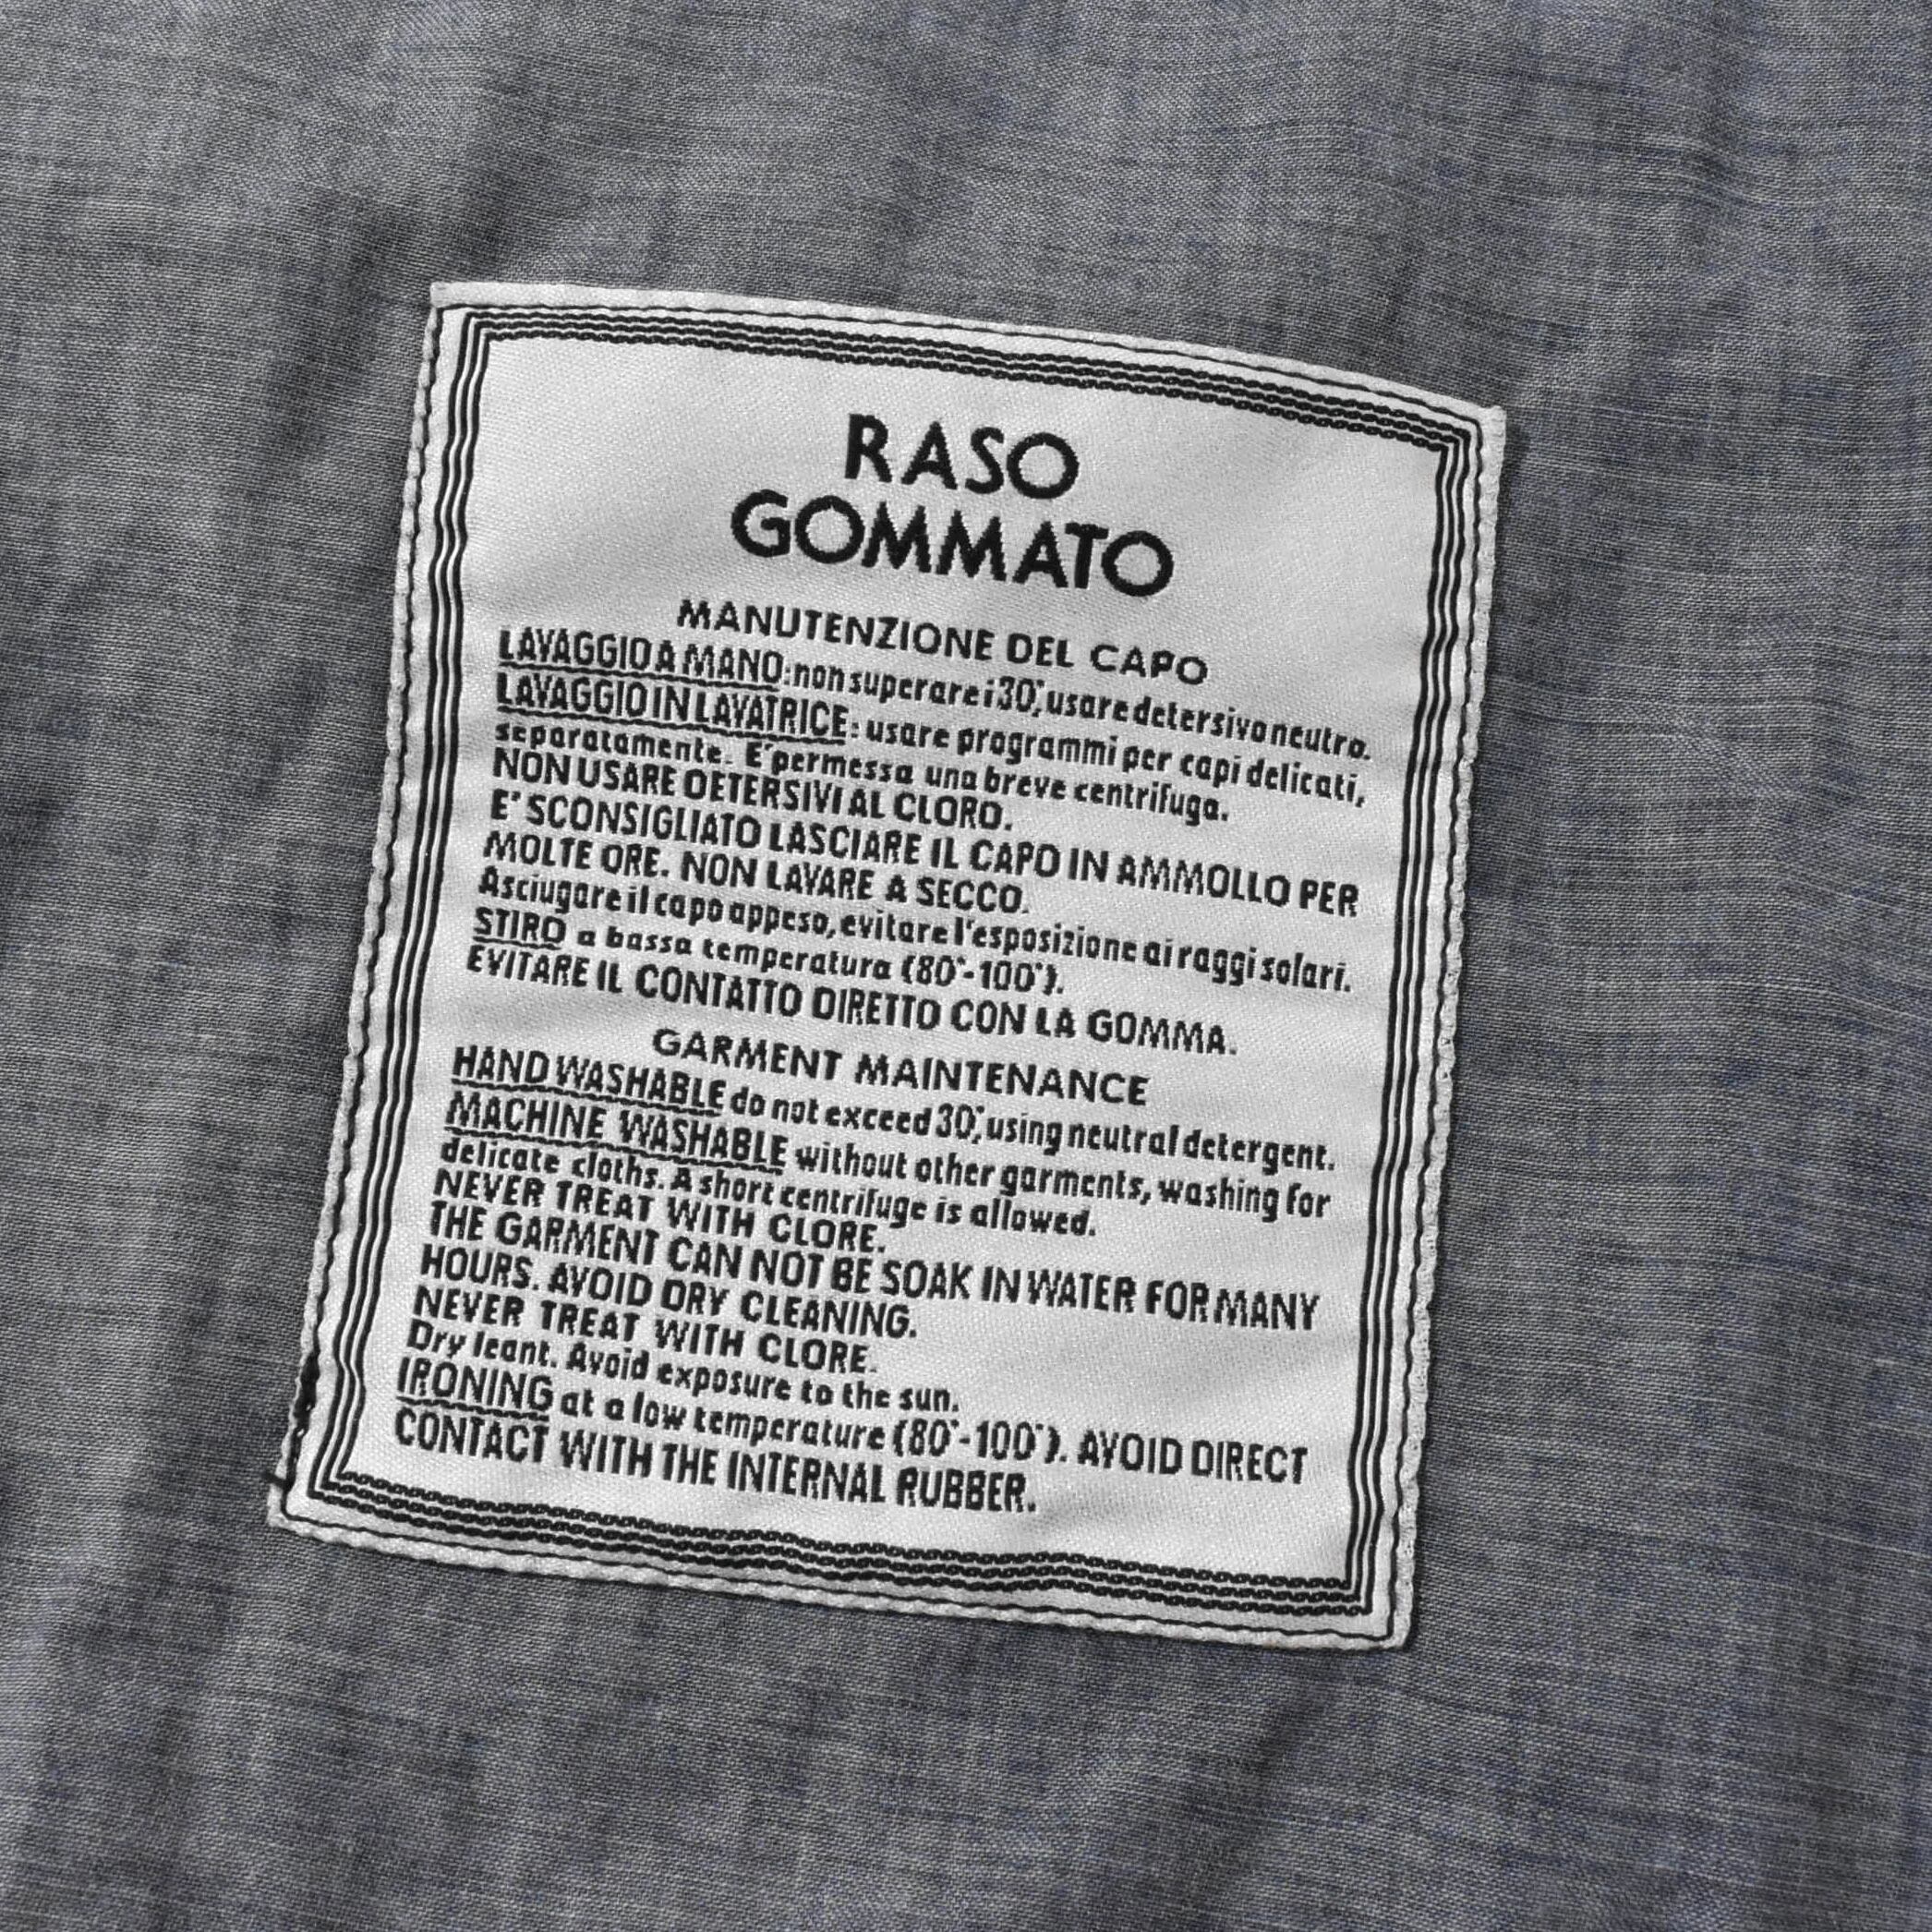 RASO
GOMMATO
MANUTENZIONE DEL CAPO
LAVAGGIO A MANO: non superare i 30°, usare detersivo neutro.
LAVAGGIO IN LAVATRICE: usare programmi per capi delicati,
separatamente. E' permessa una breve centrifuga.
NON USARE DETERSIVI AL CLORO.
E' SCONSIGLIATO LASCIARE IL CAPO IN AMMOLLO PER
MOLTE ORE. NON LAVARE A SECCO.
Asciugare il capo appeso, evitare l'esposizione ai raggi solari.
STIRO a bassa temperatura (80°-100°).
EVITARE IL CONTATTO DIRETTO CON LA GOMMA.
GARMENT MAINTENANCE
HAND WASHABLE do not exceed 30°, using neutral detergent.
MACHINE WASHABLE without other garments, washing for
delicate cloths. A short centrifuge is allowed.
NEVER TREAT WITH CLORE.
THE GARMENT CAN NOT BE SOAK IN WATER FOR MANY
HOURS. AVOID DRY CLEANING.
NEVER TREAT WITH CLORE.
Dry leant. Avoid exposure to the sun.
IRONING at a low temperature (80°-100°). AVOID DIRECT
CONTACT WITH THE INTERNAL RUBBER.